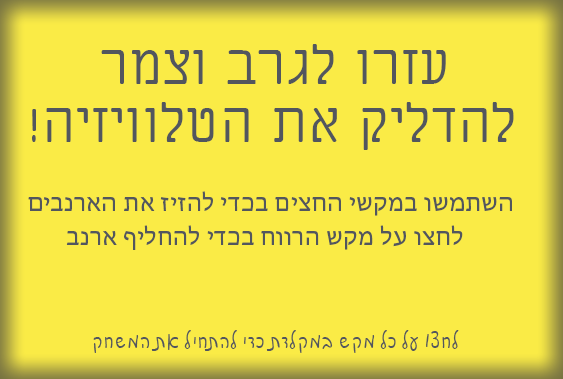 עזרו לגרב וצמר
להדליק את הטלוויזיה!
השתמשו במקשי החצים בכדי להזיז את הארנבים
לחצו על מקש הרווח בכדי להחליף ארנב
לחצו על כל מקש במקלדת כדי להתחיל את המשחק